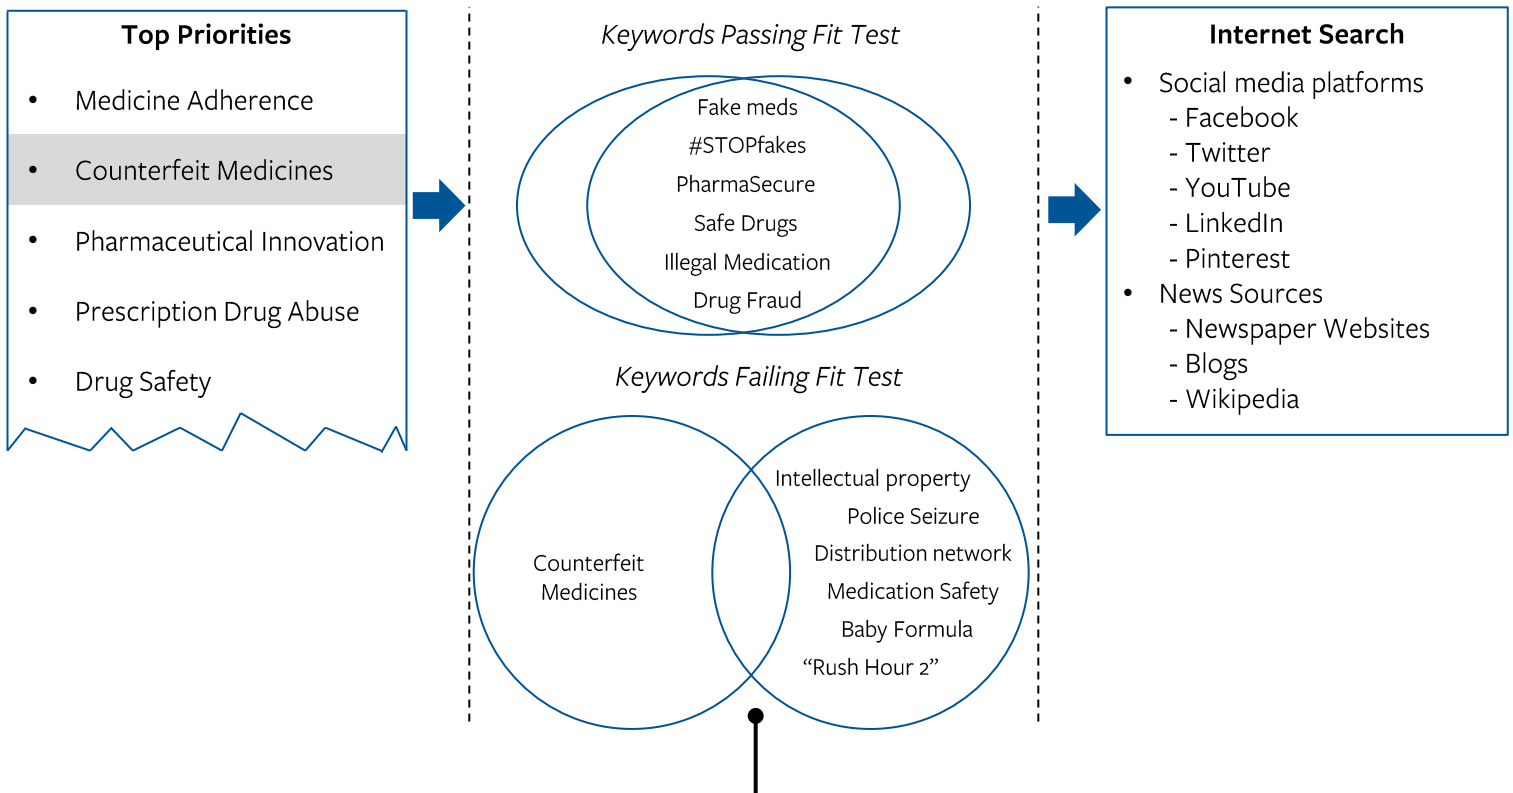 Top Priorities
• Medicine Adherence
• Counterfeit Medicines
• Pharmaceutical Innovation
• Prescription Drug Abuse
• Drug Safety
Keywords Passing Fit Test
Fake meds
#STOPfakes
PharmaSecure
Safe Drugs
Illegal Medication
Drug Fraud
Keywords Failing Fit Test
Counterfeit
Medicines
Intellectual property
Police Seizure
Distribution network
Medication Safety
Baby Formula
“Rush Hour 2”
Internet Search
• Social media platforms
- Facebook
- Twitter
- YouTube
- LinkedIn
- Pinterest
• News Sources
- Newspaper Websites
- Blogs
- Wikipedia